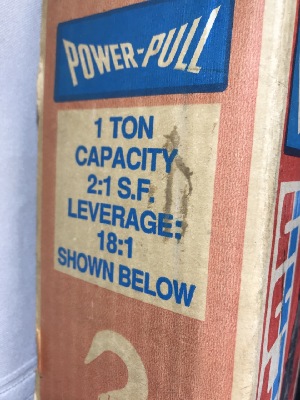 POWER-PULL
1 TON
CAPACITY
2:1 S.F.
LEVERAGE:
18:1
SHOWN BELOW